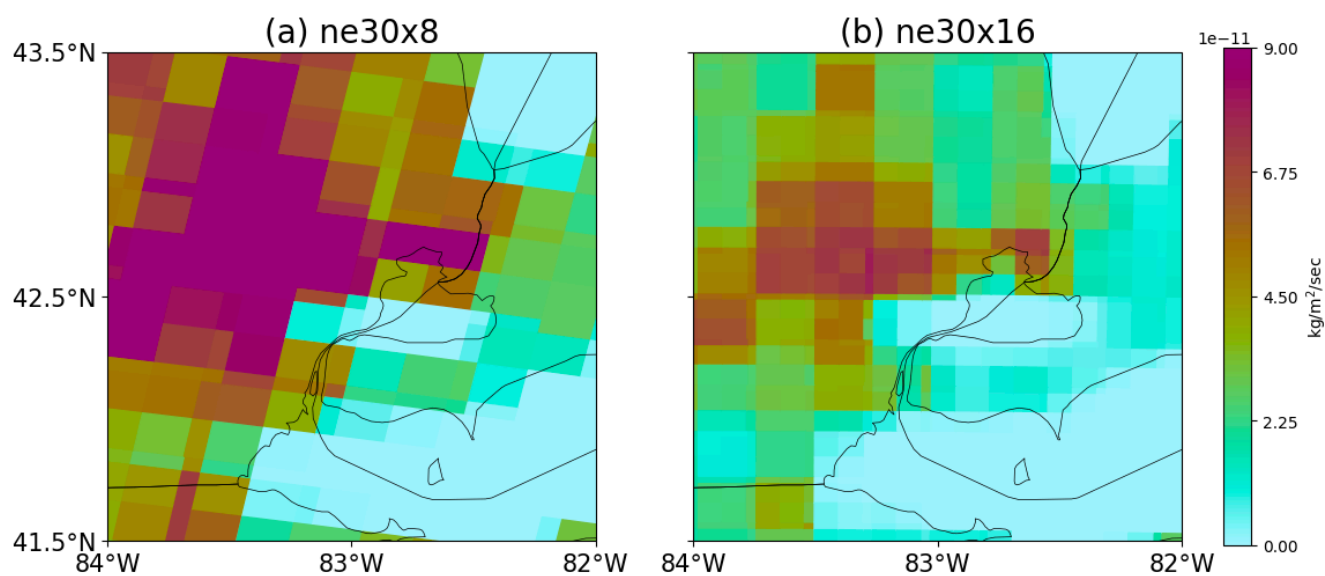 (a) ne30x8
(b) ne30x16
1e−11
43.5°N
42.5°N
41.5°N
84°W
83°W
82°W
84°W
83°W
82°W
9.00
6.75
4.50
2.25
0.00
kg/m²/sec